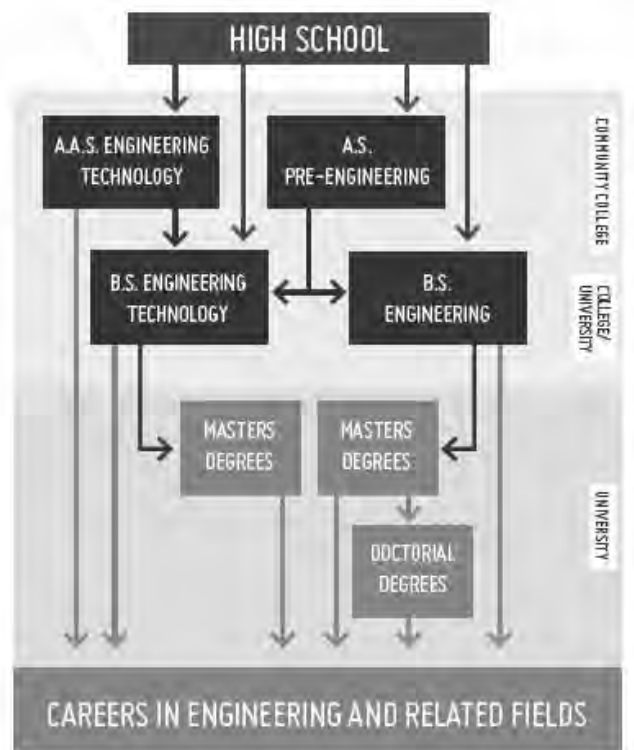 HIGH SCHOOL
A.A.S. ENGINEERING
TECHNOLOGY
A.S.
PRE-ENGINEERING
COMMUNITY COLLEGE
B.S. ENGINEERING
TECHNOLOGY
B.S.
ENGINEERING
COLLEGE/
UNIVERSITY
MASTERS
DEGREES
MASTERS
DEGREES
DOCTORIAL
DEGREES
UNIVERSITY
CAREERS IN ENGINEERING AND RELATED FIELDS